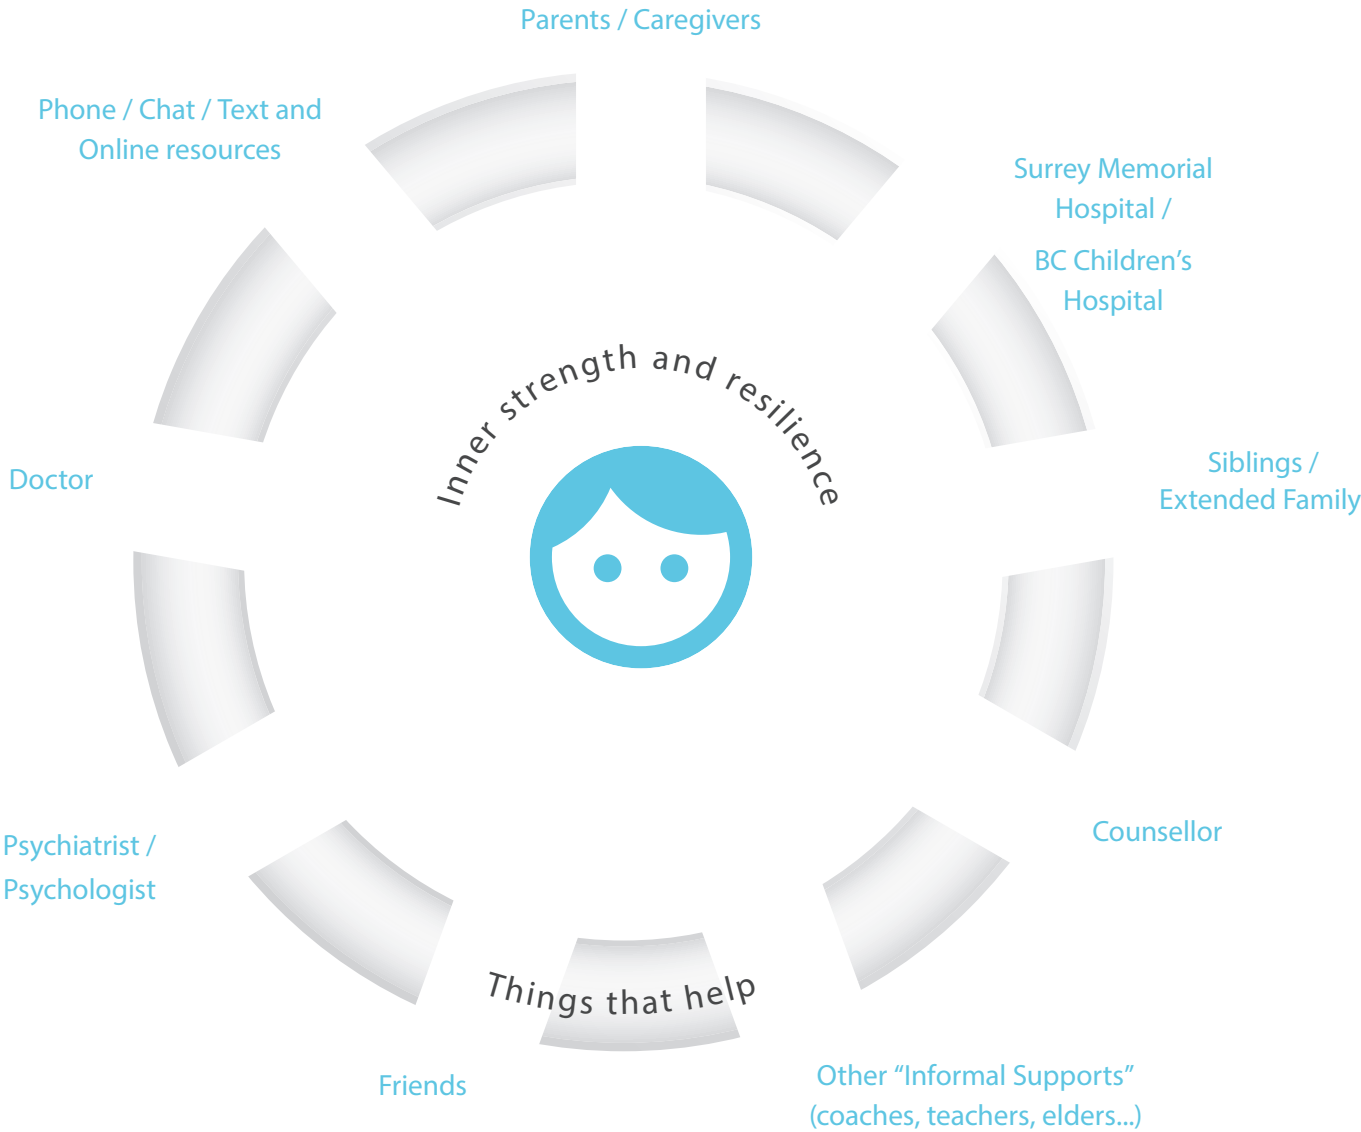 Parents / Caregivers
Phone / Chat / Text and
Online resources
Surrey Memorial
Hospital /
BC Children’s
Hospital
Inner strength and resilience
Doctor
Siblings /
Extended Family
Psychiatrist /
Psychologist
Counsellor
Things that help
Friends
Other “Informal Supports”
(coaches, teachers, elders...)